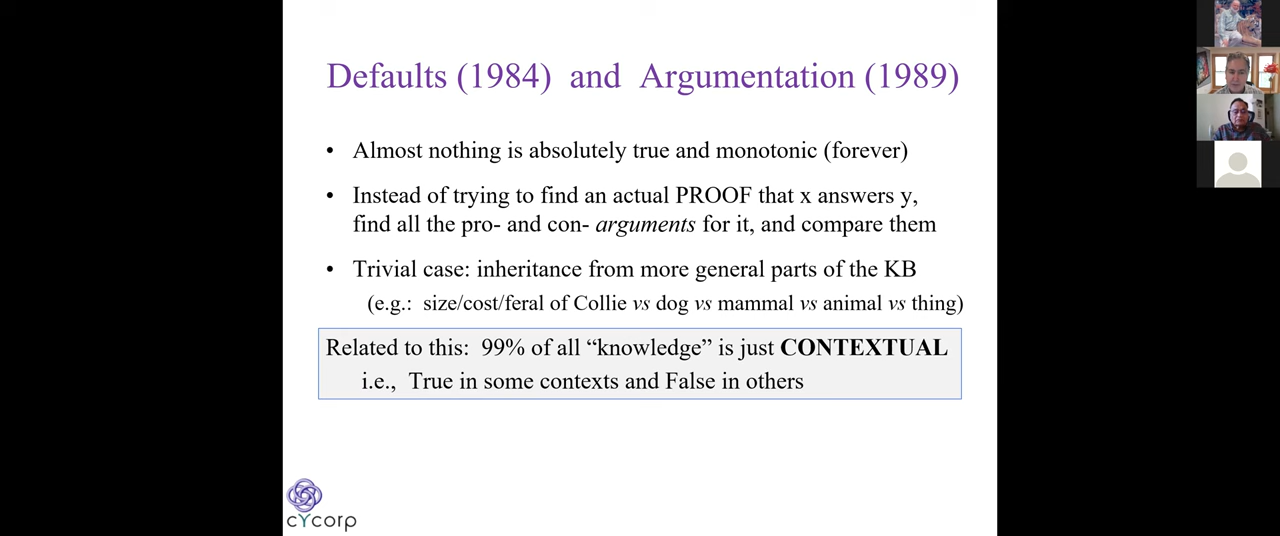 Defaults (1984) and Argumentation (1989)
• Almost nothing is absolutely true and monotonic (forever)
• Instead of trying to find an actual PROOF that x answers y,
find all the pro- and con- arguments for it, and compare them
• Trivial case: inheritance from more general parts of the KB
(e.g.: size/cost/feral of Collie vs dog vs mammal vs animal vs thing)
Related to this: 99% of all “knowledge” is just CONTEXTUAL
i.e., True in some contexts and False in others
cYcorp